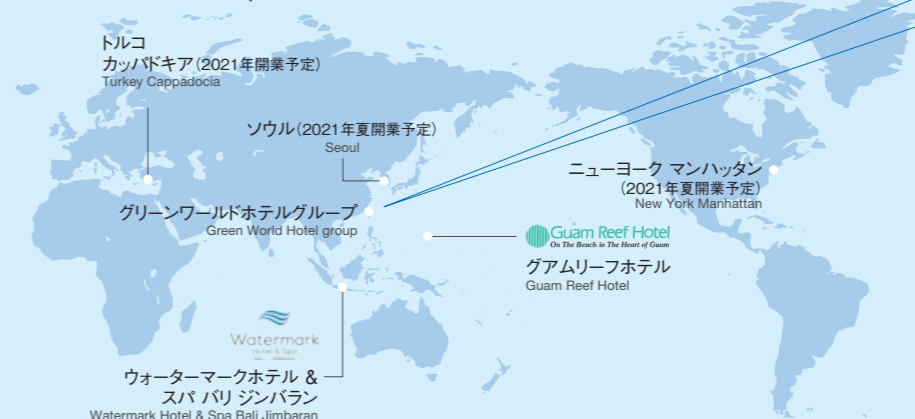 トルコ
カッパドキア(2021年開業予定)
Turkey Cappadocia
ソウル(2021年夏開業予定)
Seoul
ニューヨーク マンハッタン
(2021年夏開業予定)
New York Manhattan
グリーンワールドホテルグループ
Green World Hotel group
Guam Reef Hotel
On The Beach in The Heart of Guam
グアムリーフホテル
Guam Reef Hotel
Watermark
Hotel & Spa
ウォーターマークホテル &
スパ バリ ジンバラン
Watermark Hotel & Spa Bali Jimbaran